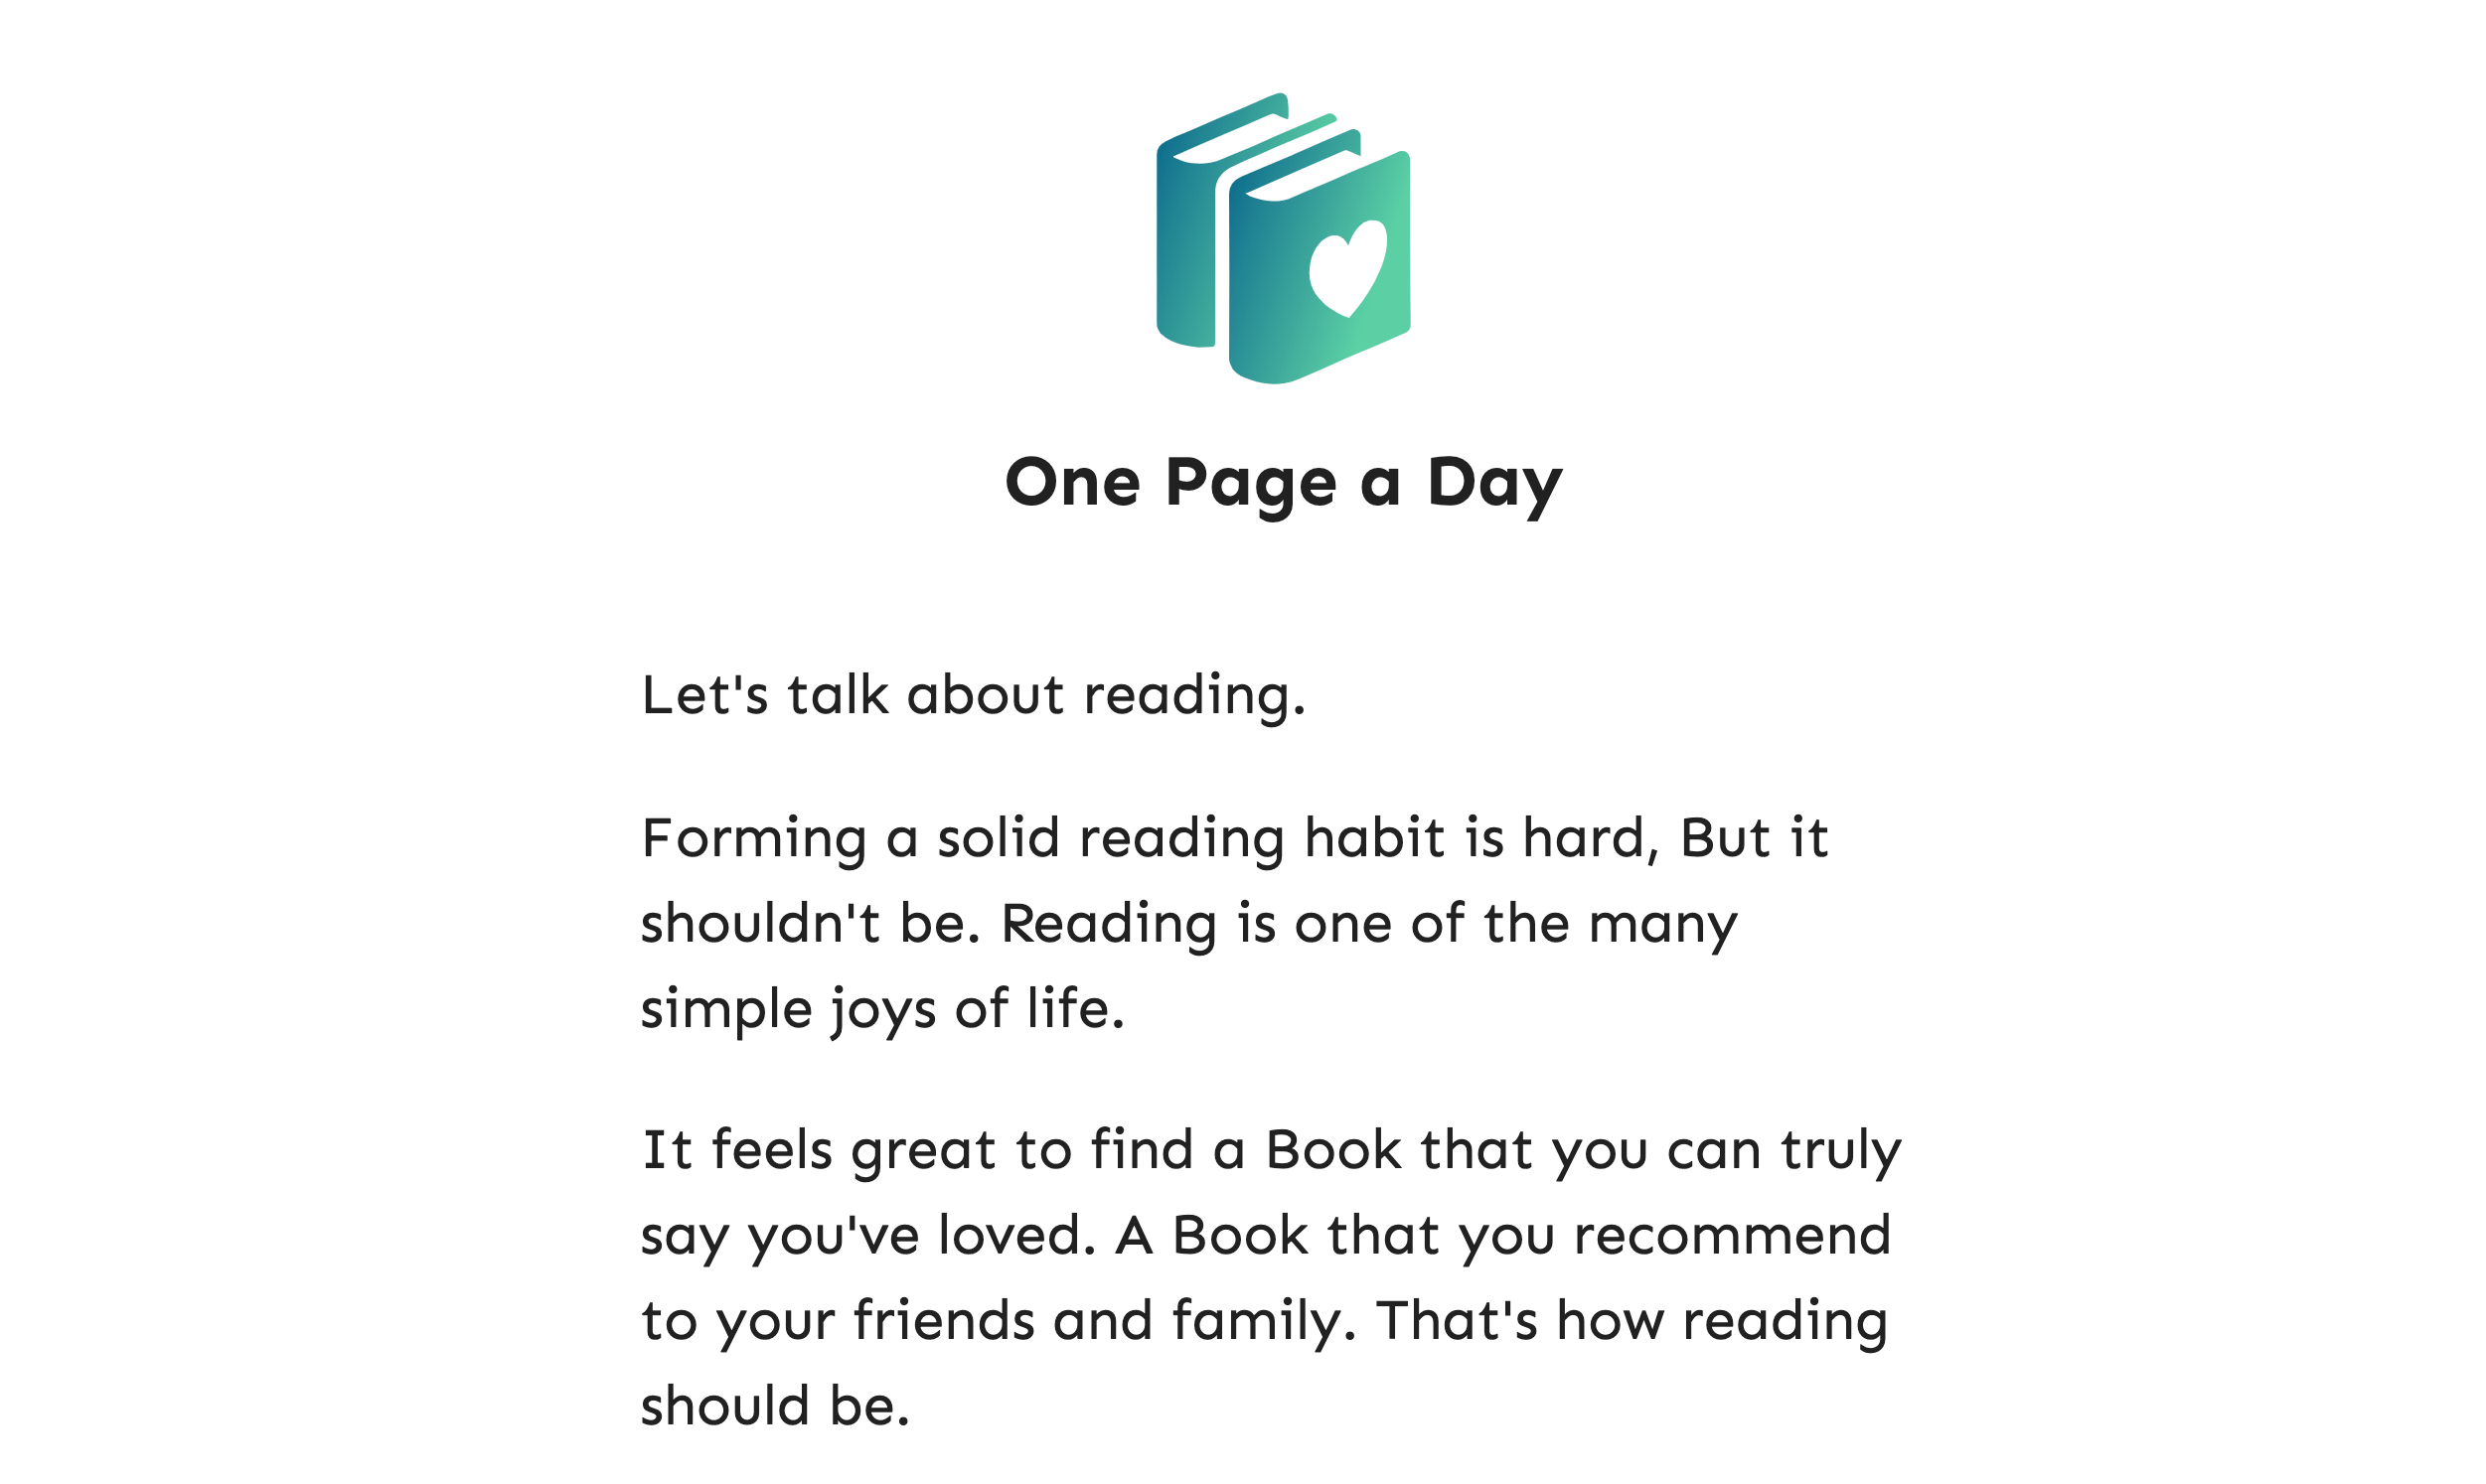 One Page a Day
Let's talk about reading.
Forming a solid reading habit is hard, But it
shouldn't be. Reading is one of the many
simple joys of life.
It feels great to find a Book that you can truly
say you've loved. A Book that you recommend
to your friends and family. That's how reading
should be.